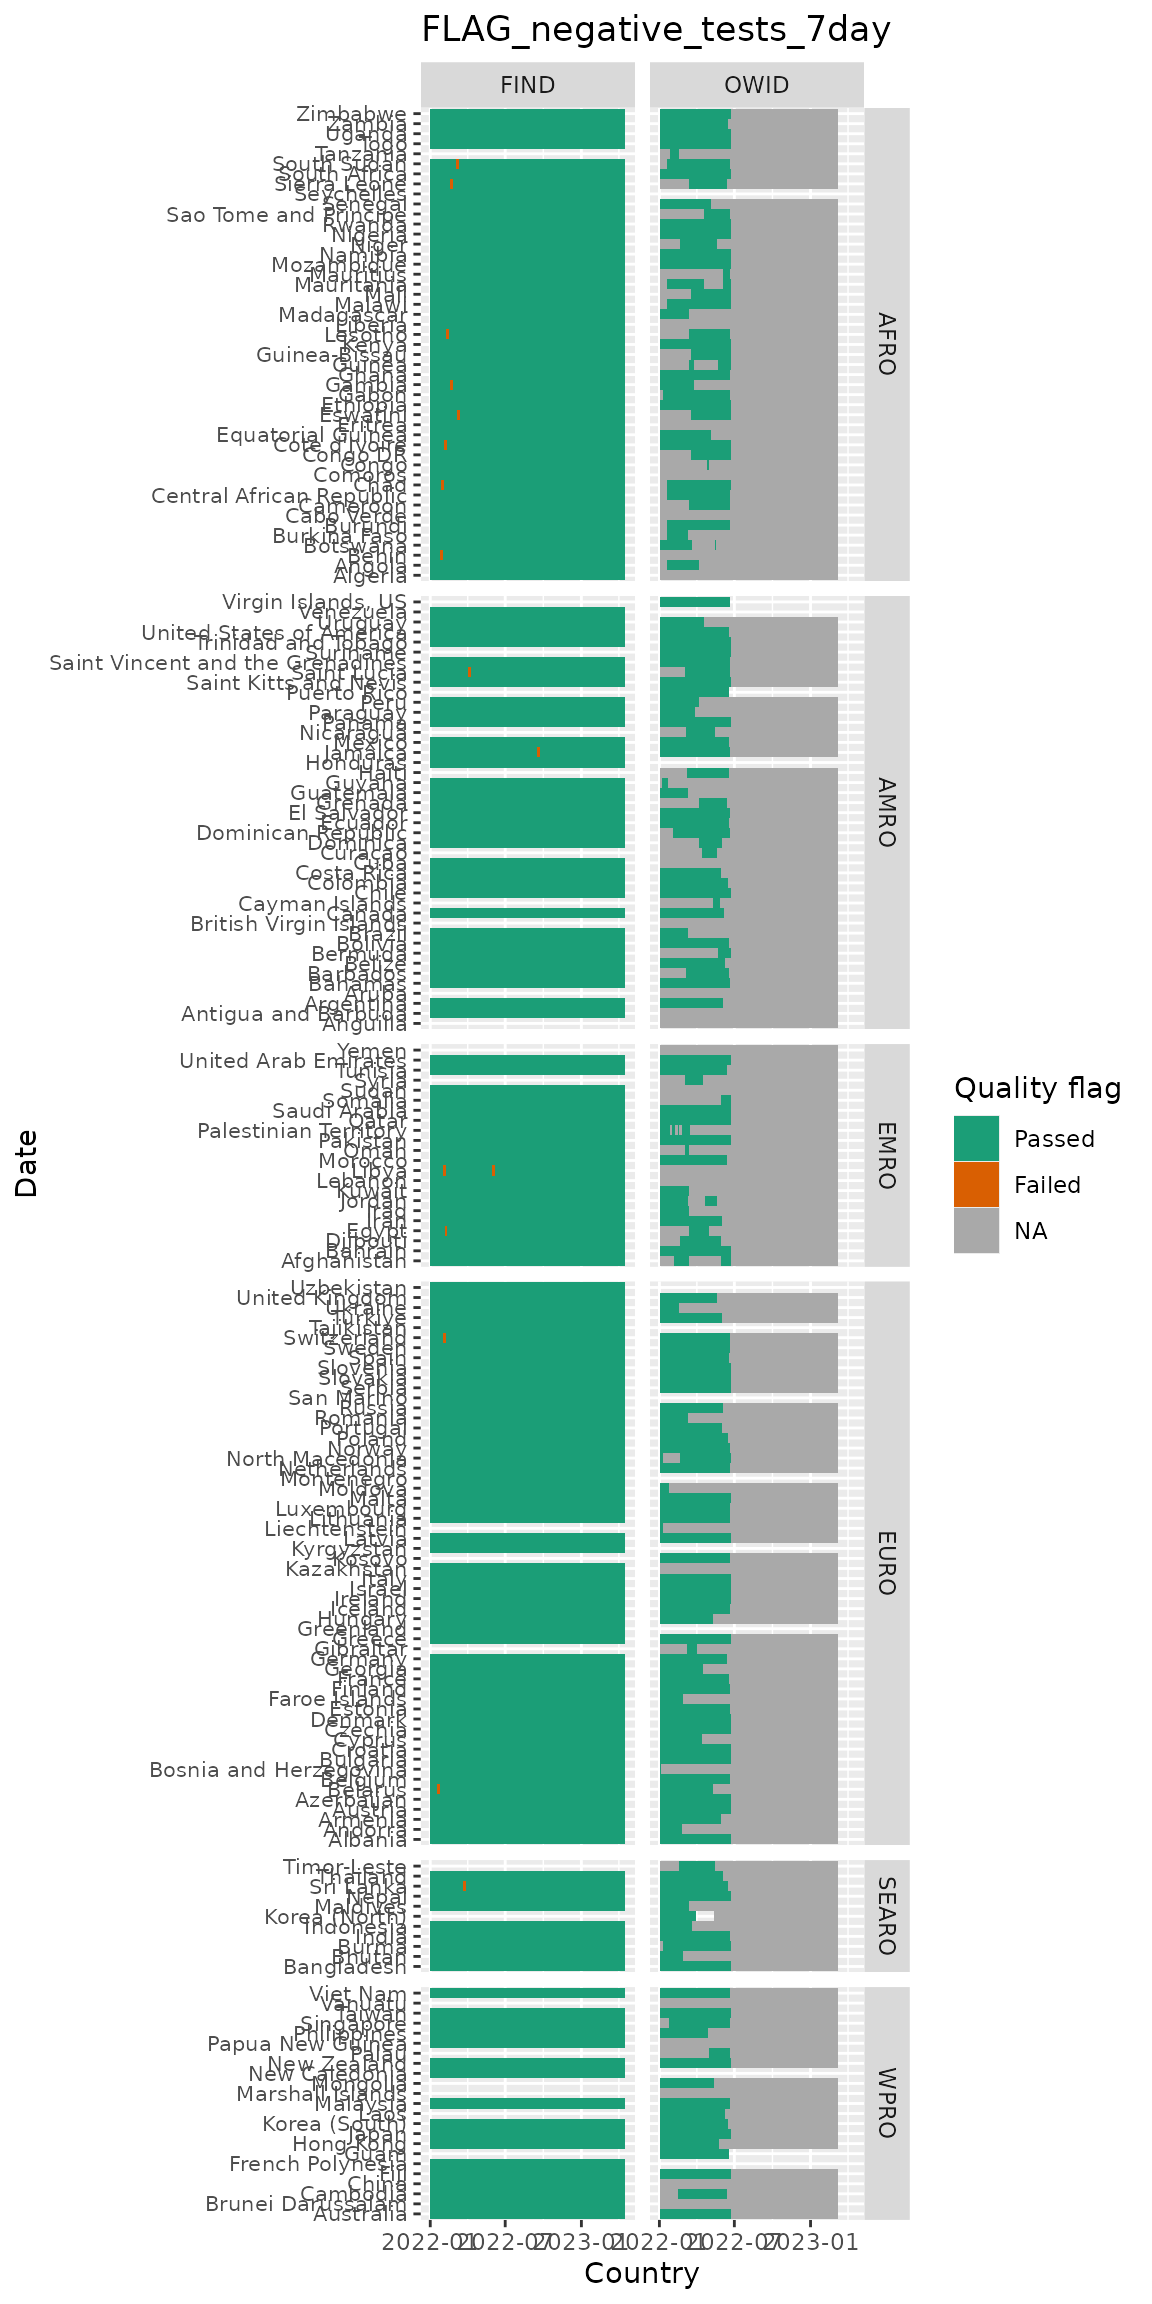 FLAG_negative_tests_7day
FIND
OWID
Zimbabwe
Zambia
Uganda
Togo
Tanzania
South Sudan
South Africa
Sierra Leone
Seychelles
Senegal
Sao Tome and Principe
Rwanda
Nigeria
Niger
Namibia
Mozambique
Mauritius
Mauritania
Mali
Malawi
Madagascar
Liberia
Lesotho
Kenya
Guinea-Bissau
Guinea
Ghana
Gambia
Gabon
Ethiopia
Eswatini
Eritrea
Equatorial Guinea
Cote d'Ivoire
Congo DR
Congo
Comoros
Chad
Central African Republic
Cameroon
Cabo Verde
Burundi
Burkina Faso
Botswana
Benin
Angola
Algeria
AFRO
Virgin Islands, US
Venezuela
Uruguay
United States of America
Trinidad and Tobago
Suriname
Saint Vincent and the Grenadines
Saint Lucia
Saint Kitts and Nevis
Puerto Rico
Peru
Paraguay
Panama
Nicaragua
Mexico
Jamaica
Honduras
Haiti
Guyana
Guatemala
Grenada
El Salvador
Ecuador
Dominican Republic
Dominica
Curaçao
Cuba
Costa Rica
Colombia
Chile
Cayman Islands
Canada
British Virgin Islands
Brazil
Bolivia
Bermuda
Belize
Barbados
Bahamas
Aruba
Argentina
Antigua and Barbuda
Anguilla
AMRO
Yemen
United Arab Emirates
Tunisia
Syria
Sudan
Somalia
Saudi Arabia
Qatar
Palestinian Territory
Pakistan
Oman
Morocco
Libya
Lebanon
Kuwait
Jordan
Iraq
Iran
Egypt
Djibouti
Bahrain
Afghanistan
EMRO
Uzbekistan
United Kingdom
Ukraine
Türkiye
Tajikistan
Switzerland
Sweden
Spain
Slovenia
Slovakia
Serbia
San Marino
Russia
Romania
Portugal
Poland
Norway
North Macedonia
Netherlands
Montenegro
Moldova
Malta
Luxembourg
Lithuania
Liechtenstein
Latvia
Kyrgyzstan
Kosovo
Kazakhstan
Italy
Israel
Ireland
Iceland
Hungary
Greenland
Greece
Gibraltar
Germany
Georgia
France
Finland
Faroe Islands
Estonia
Denmark
Czechia
Cyprus
Croatia
Bulgaria
Bosnia and Herzegovina
Belgium
Belarus
Azerbaijan
Austria
Armenia
Andorra
Albania
EURO
Timor-Leste
Thailand
Sri Lanka
Nepal
Maldives
Korea (North)
Indonesia
India
Burma
Bhutan
Bangladesh
SEARO
Viet Nam
Vanuatu
Taiwan
Singapore
Philippines
Papua New Guinea
Palau
New Zealand
New Caledonia
Mongolia
Marshall Islands
Malaysia
Laos
Korea (South)
Japan
Hong Kong
Guam
French Polynesia
Fiji
China
Cambodia
Brunei Darussalam
Australia
WPRO
2022-01 2022-07 2023-01
2022-01 2022-07 2023-01
Country
Date
Quality flag
Passed
Failed
NA